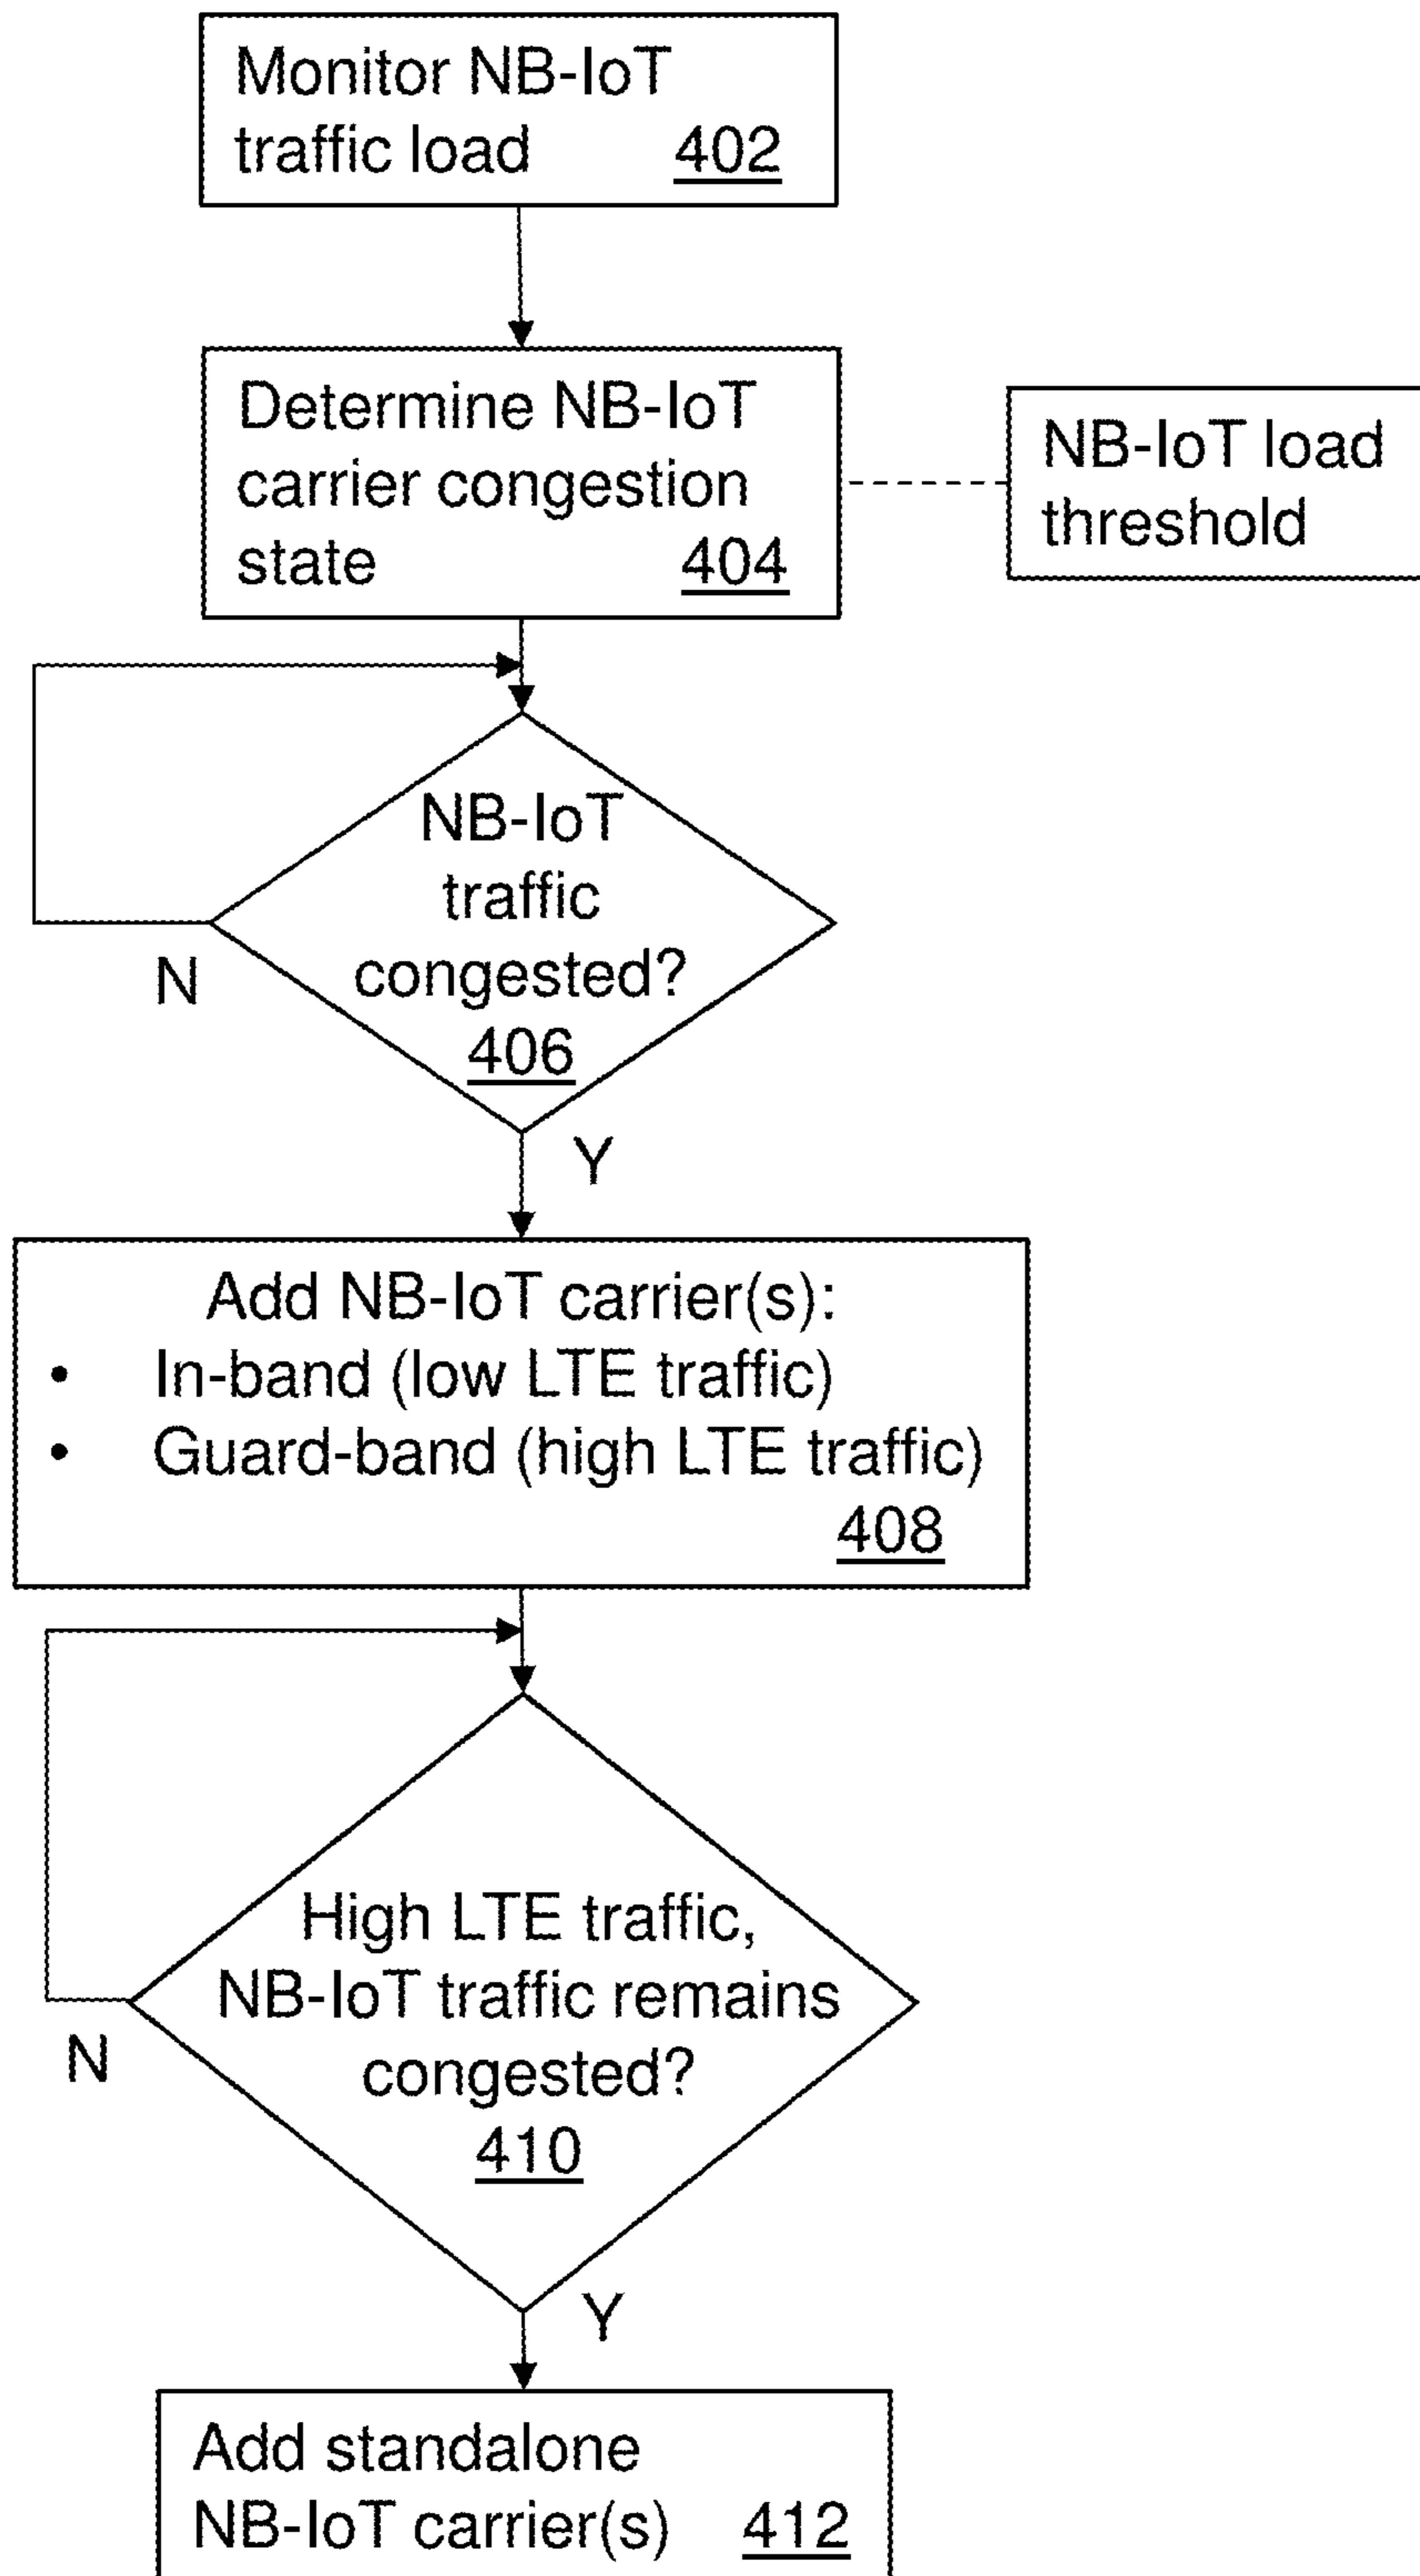 Monitor NB-IoT
traffic load 402
Determine NB-IoT
carrier congestion
state 404
NB-IoT load
threshold
NB-IoT
traffic
congested?
406
N
Y
Add NB-IoT carrier(s):
• In-band (low LTE traffic)
• Guard-band (high LTE traffic)
408
High LTE traffic,
NB-IoT traffic remains
congested?
410
N
Y
Add standalone
NB-IoT carrier(s) 412